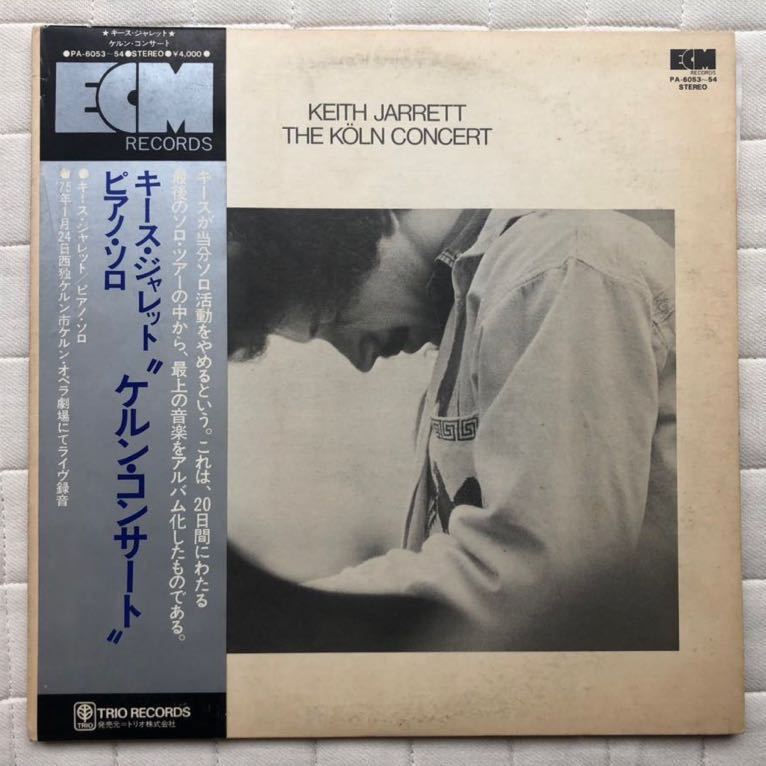 ★キース・ジャレット★
ケルン・コンサート
●PA-6053~54●STEREO●¥4,000●
ECM
RECORDS
キース・ジャレット〝ケルン・コンサート〟
ピアノ・ソロ
キースが当分ソロ活動をやめるという。これは、20日間にわたる
最後のソロ・ツアーの中から、最上の音楽をアルバム化したものである。
●キース・ジャレット/ピアノ・ソロ
●75年1月24日西独ケルン市ケルン・オペラ劇場にてライヴ録音
TRIO
TRIO RECORDS
発売元=トリオ株式会社
KEITH JARRETT
THE KÖLN CONCERT
ECM
RECORDS
PA-6053~54
STEREO